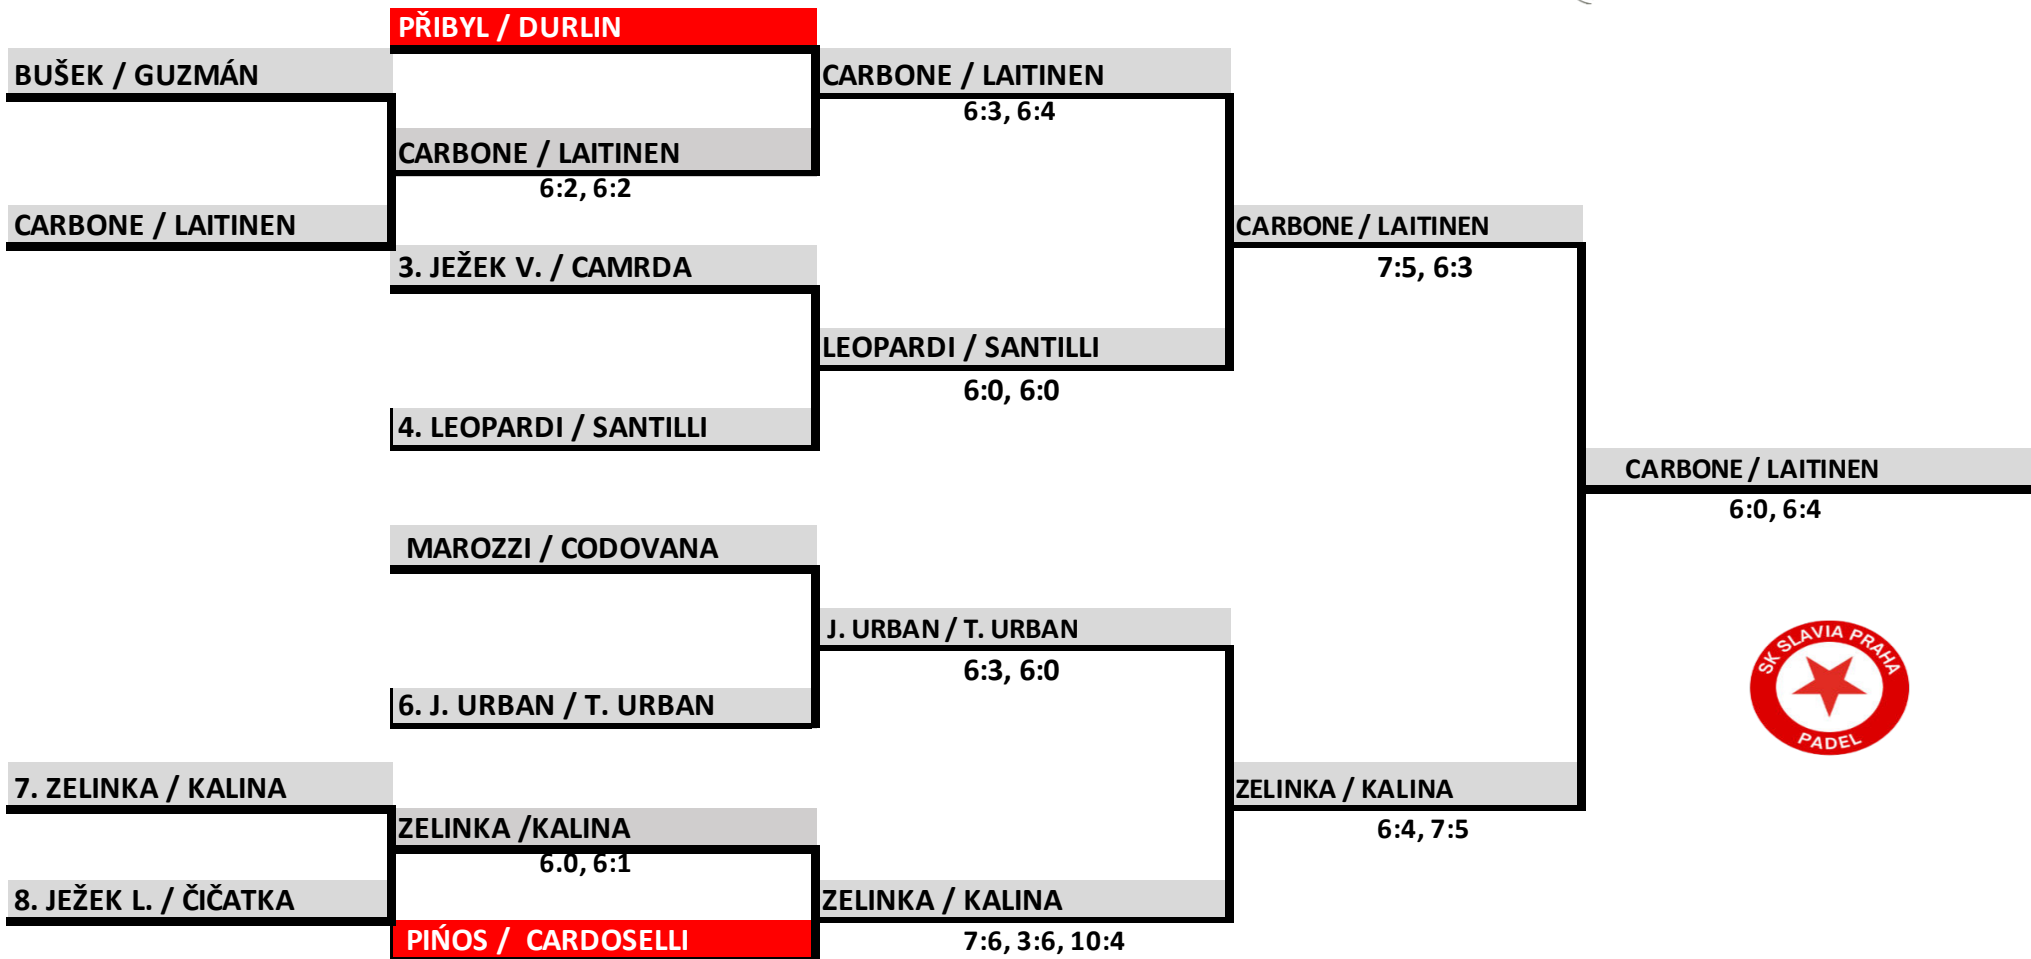 PŘIBYL / DURLIN
BUŠEK / GUZMÁN
CARBONE / LAITINEN
6:3, 6:4
CARBONE / LAITINEN
6:2, 6:2
CARBONE / LAITINEN
CARBONE / LAITINEN
7:5, 6:3
3. JEŽEK V. / CAMRDA
LEOPARDI / SANTILLI
6:0, 6:0
4. LEOPARDI / SANTILLI
CARBONE / LAITINEN
6:0, 6:4
MAROZZI / CODOVANA
J. URBAN / T. URBAN
6:3, 6:0
6. J. URBAN / T. URBAN
SK SLAVIA PRAHA
PADEL
7. ZELINKA / KALINA
ZELINKA / KALINA
6:4, 7:5
ZELINKA /KALINA
6.0, 6:1
8. JEŽEK L. / ČIČATKA
ZELINKA / KALINA
7:6, 3:6, 10:4
PIŃOS / CARDOSELLI